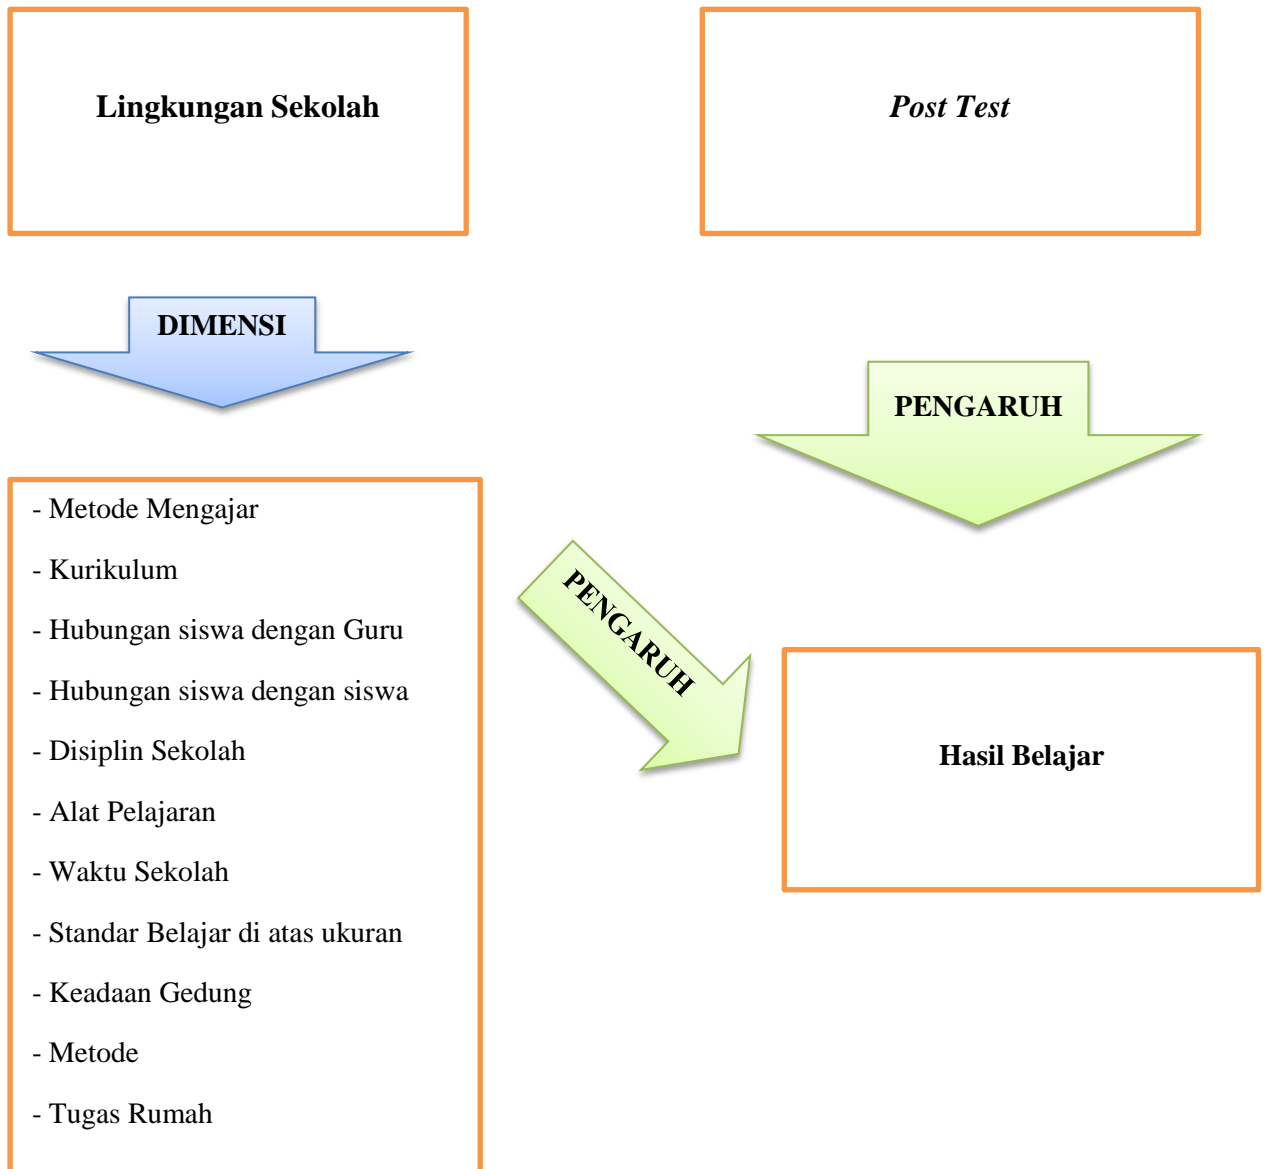 Lingkungan Sekolah
Post Test
DIMENSI
PENGARUH
- Metode Mengajar
- Kurikulum
- Hubungan siswa dengan Guru
- Hubungan siswa dengan siswa
- Disiplin Sekolah
- Alat Pelajaran
- Waktu Sekolah
- Standar Belajar di atas ukuran
- Keadaan Gedung
- Metode
- Tugas Rumah
PENGARUH
Hasil Belajar